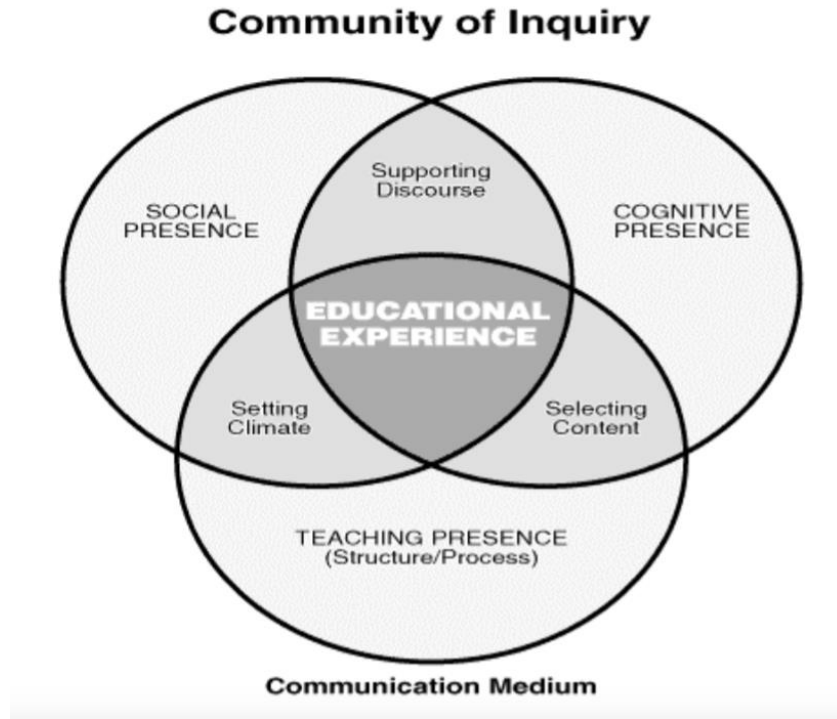 Community of Inquiry
Supporting
Discourse
SOCIAL
PRESENCE
COGNITIVE
PRESENCE
EDUCATIONAL
EXPERIENCE
Setting
Climate
Selecting
Content
TEACHING PRESENCE
(Structure/Process)
Communication Medium